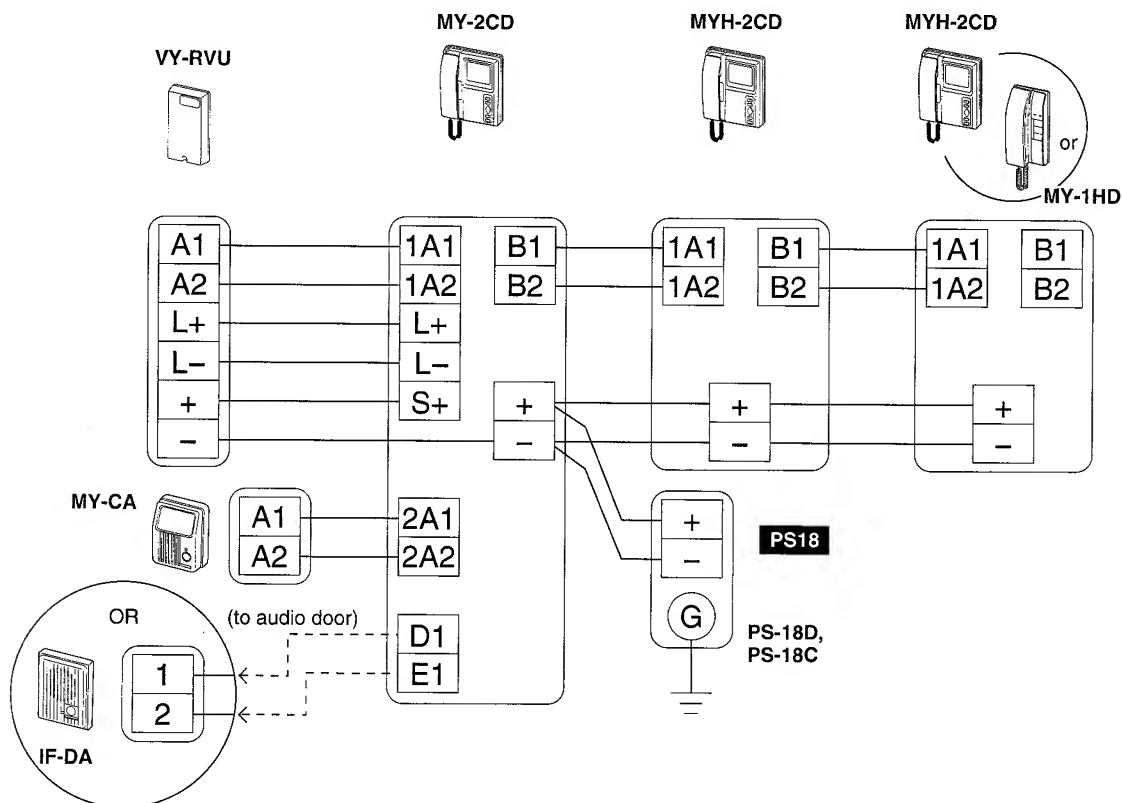 MY-2CD
MYH-2CD
MYH-2CD
VY-RVU
or
MY-1HD
A1
1A1
B1
1A1
B1
1A1
B1
A2
1A2
B2
1A2
B2
1A2
B2
L+
L+
L−
L−
+
S+
+
+
+
−
−
−
−
MY-CA
A1
2A1
+
PS18
A2
2A2
−
OR
(to audio door)
D1
G
PS-18D,
PS-18C
1
E1
2
IF-DA